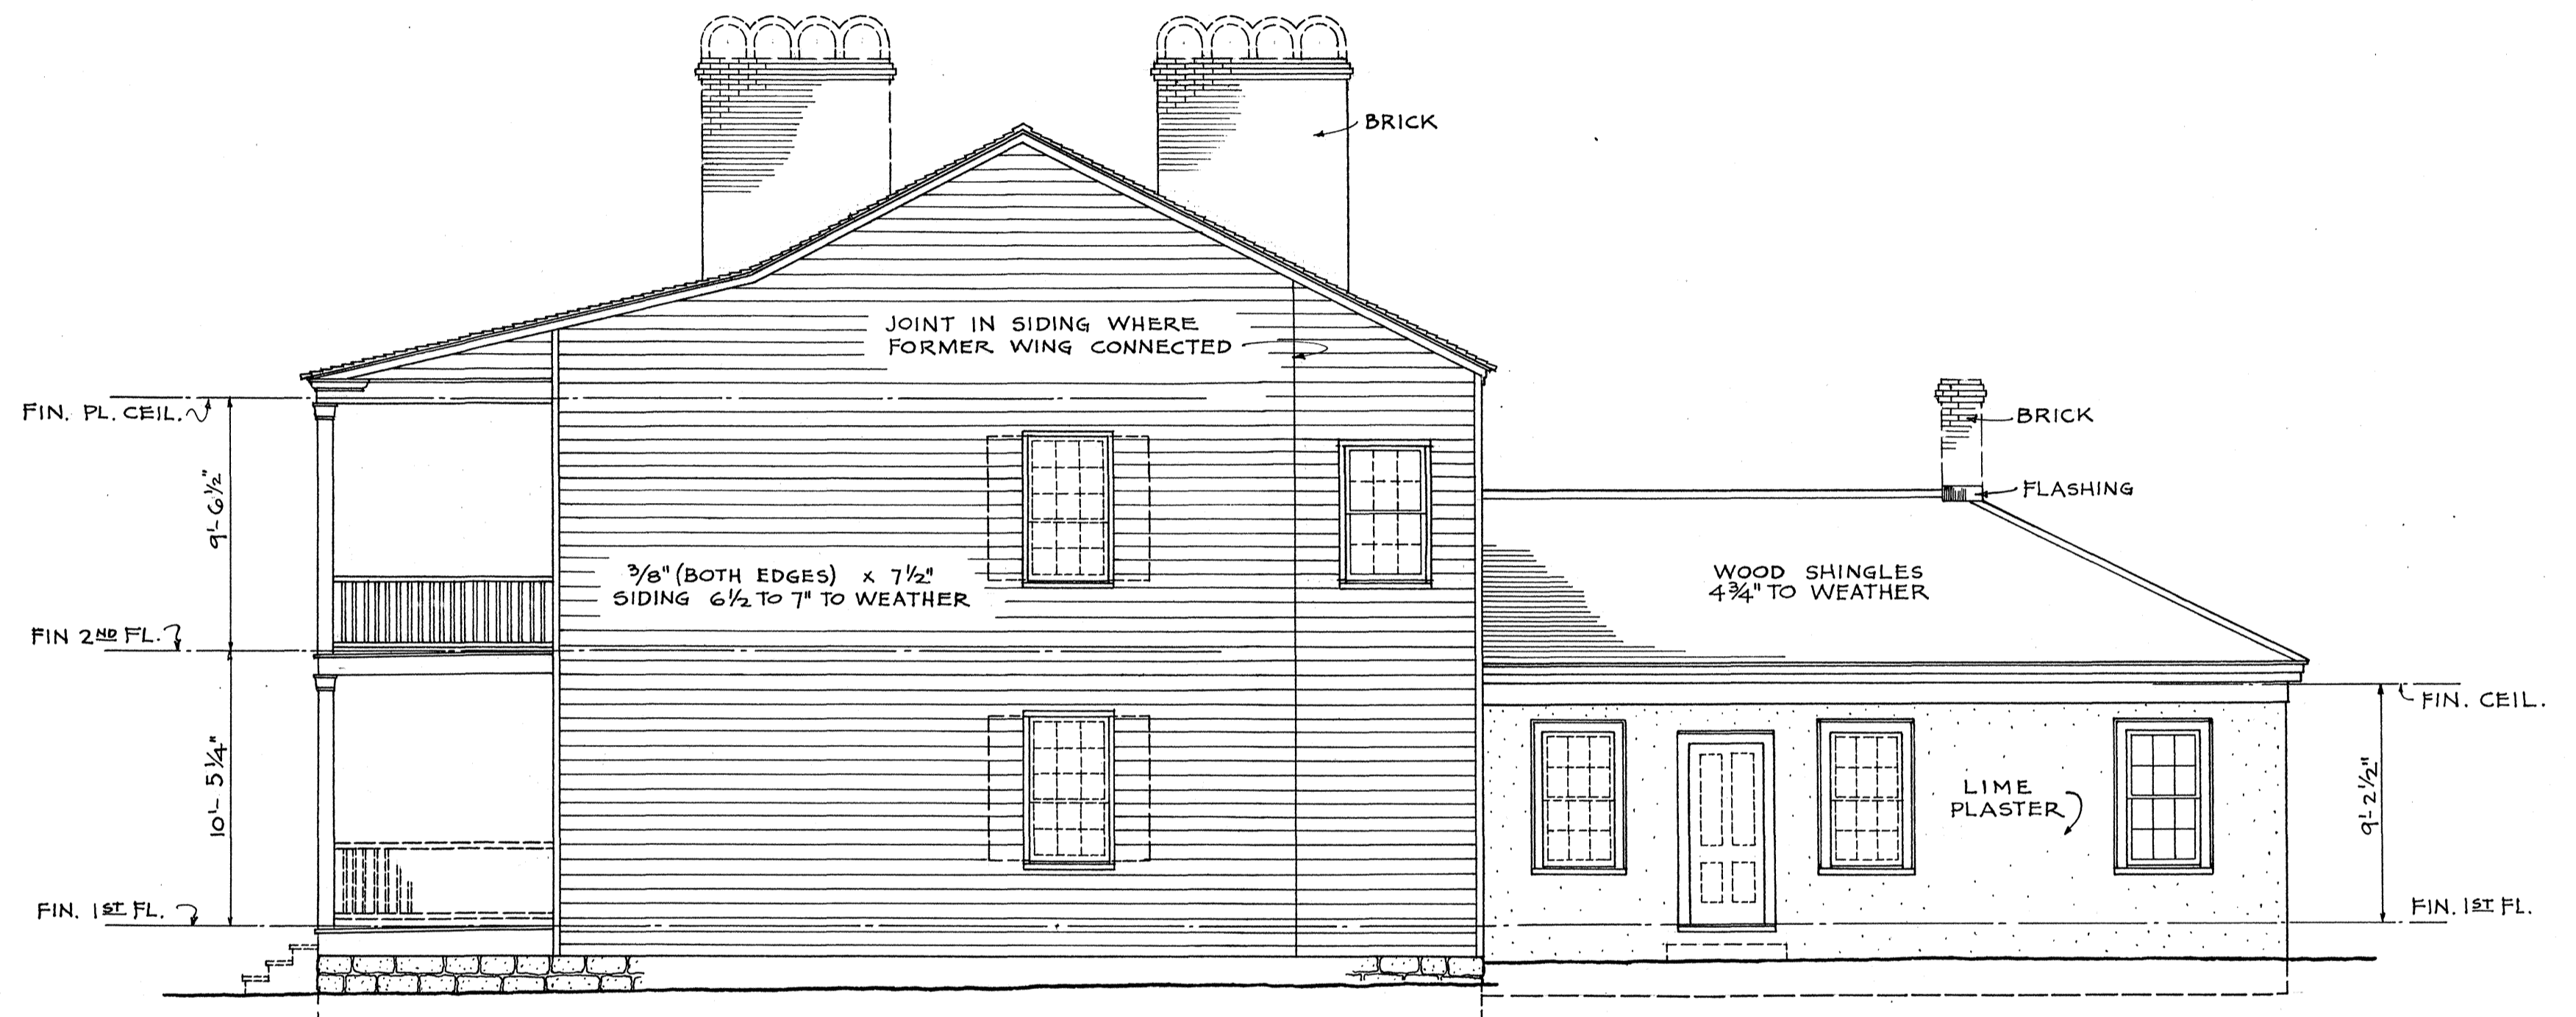 BRICK
JOINT IN SIDING WHERE
FORMER WING CONNECTED
FIN. PL. CEIL.
9'-6½"
3/8" (BOTH EDGES) x 7½"
SIDING 6½ TO 7" TO WEATHER
FIN 2ND FL.
10'-5¼"
FIN. 1ST FL.
BRICK
FLASHING
WOOD SHINGLES
4¾" TO WEATHER
FIN. CEIL.
LIME
PLASTER
9'-2½"
FIN. 1ST FL.